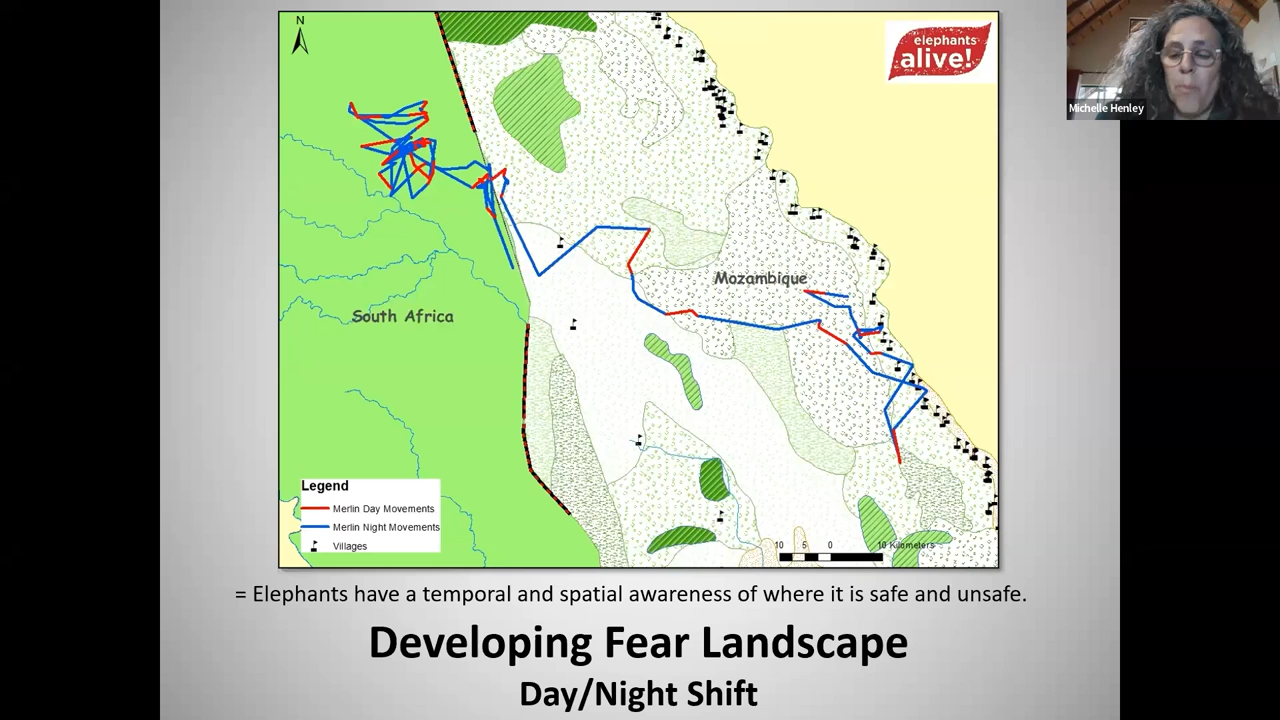 N
elephants
alive!
Michelle Henley
Mozambique
South Africa
Legend
Merlin Day Movements
Merlin Night Movements
Villages
10 5 0 10 Kilometers
= Elephants have a temporal and spatial awareness of where it is safe and unsafe.
Developing Fear Landscape
Day/Night Shift